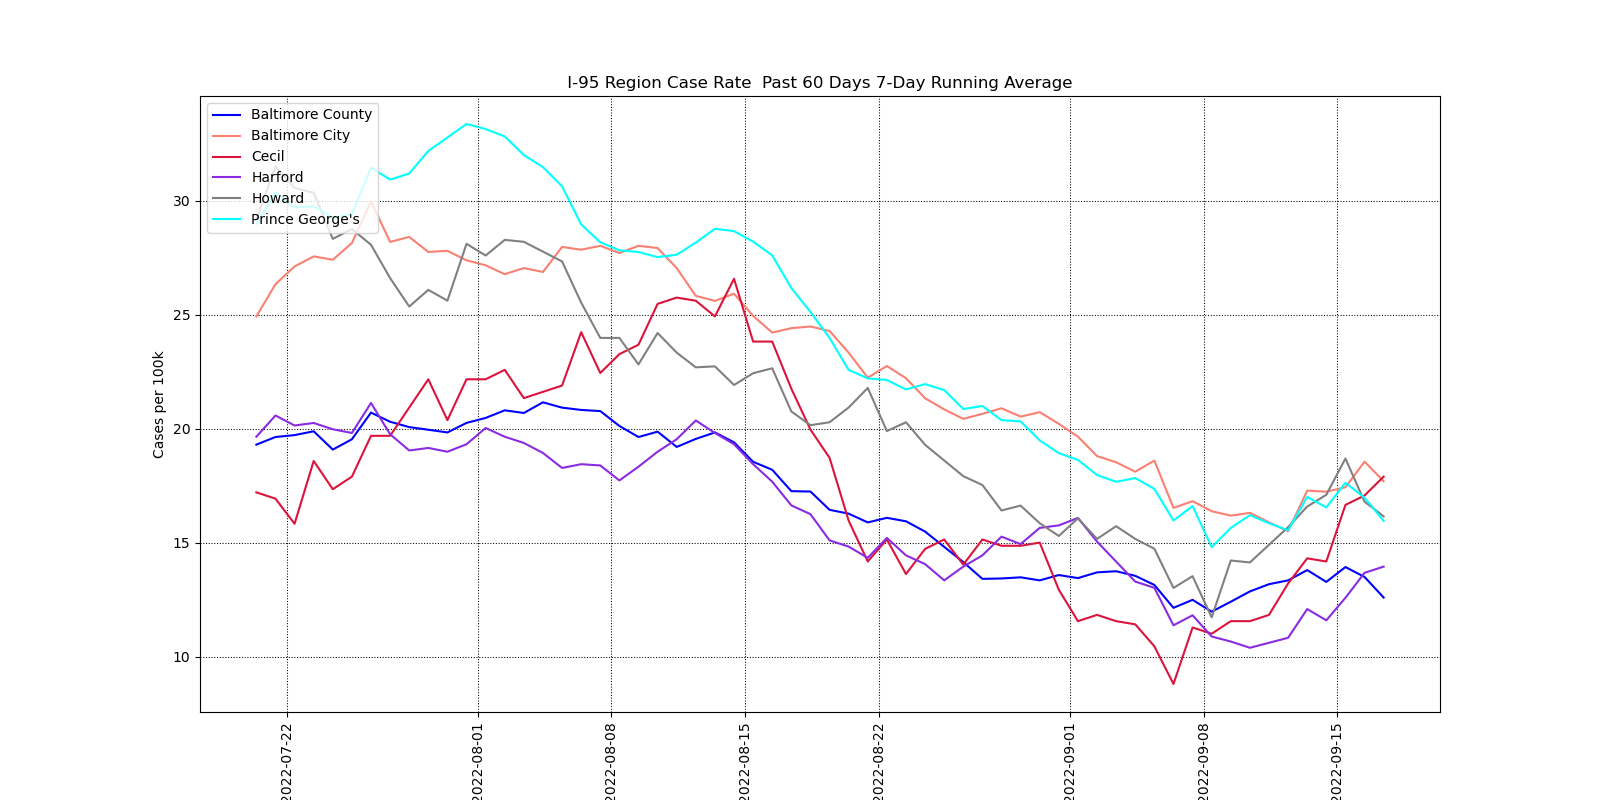 I-95 Region Case Rate  Past 60 Days 7-Day Running Average
Baltimore County
Baltimore City
Cecil
Harford
Howard
Prince George's
Cases per 100k
30
25
20
15
10
2022-07-22
2022-08-01
2022-08-08
2022-08-15
2022-08-22
2022-09-01
2022-09-08
2022-09-15